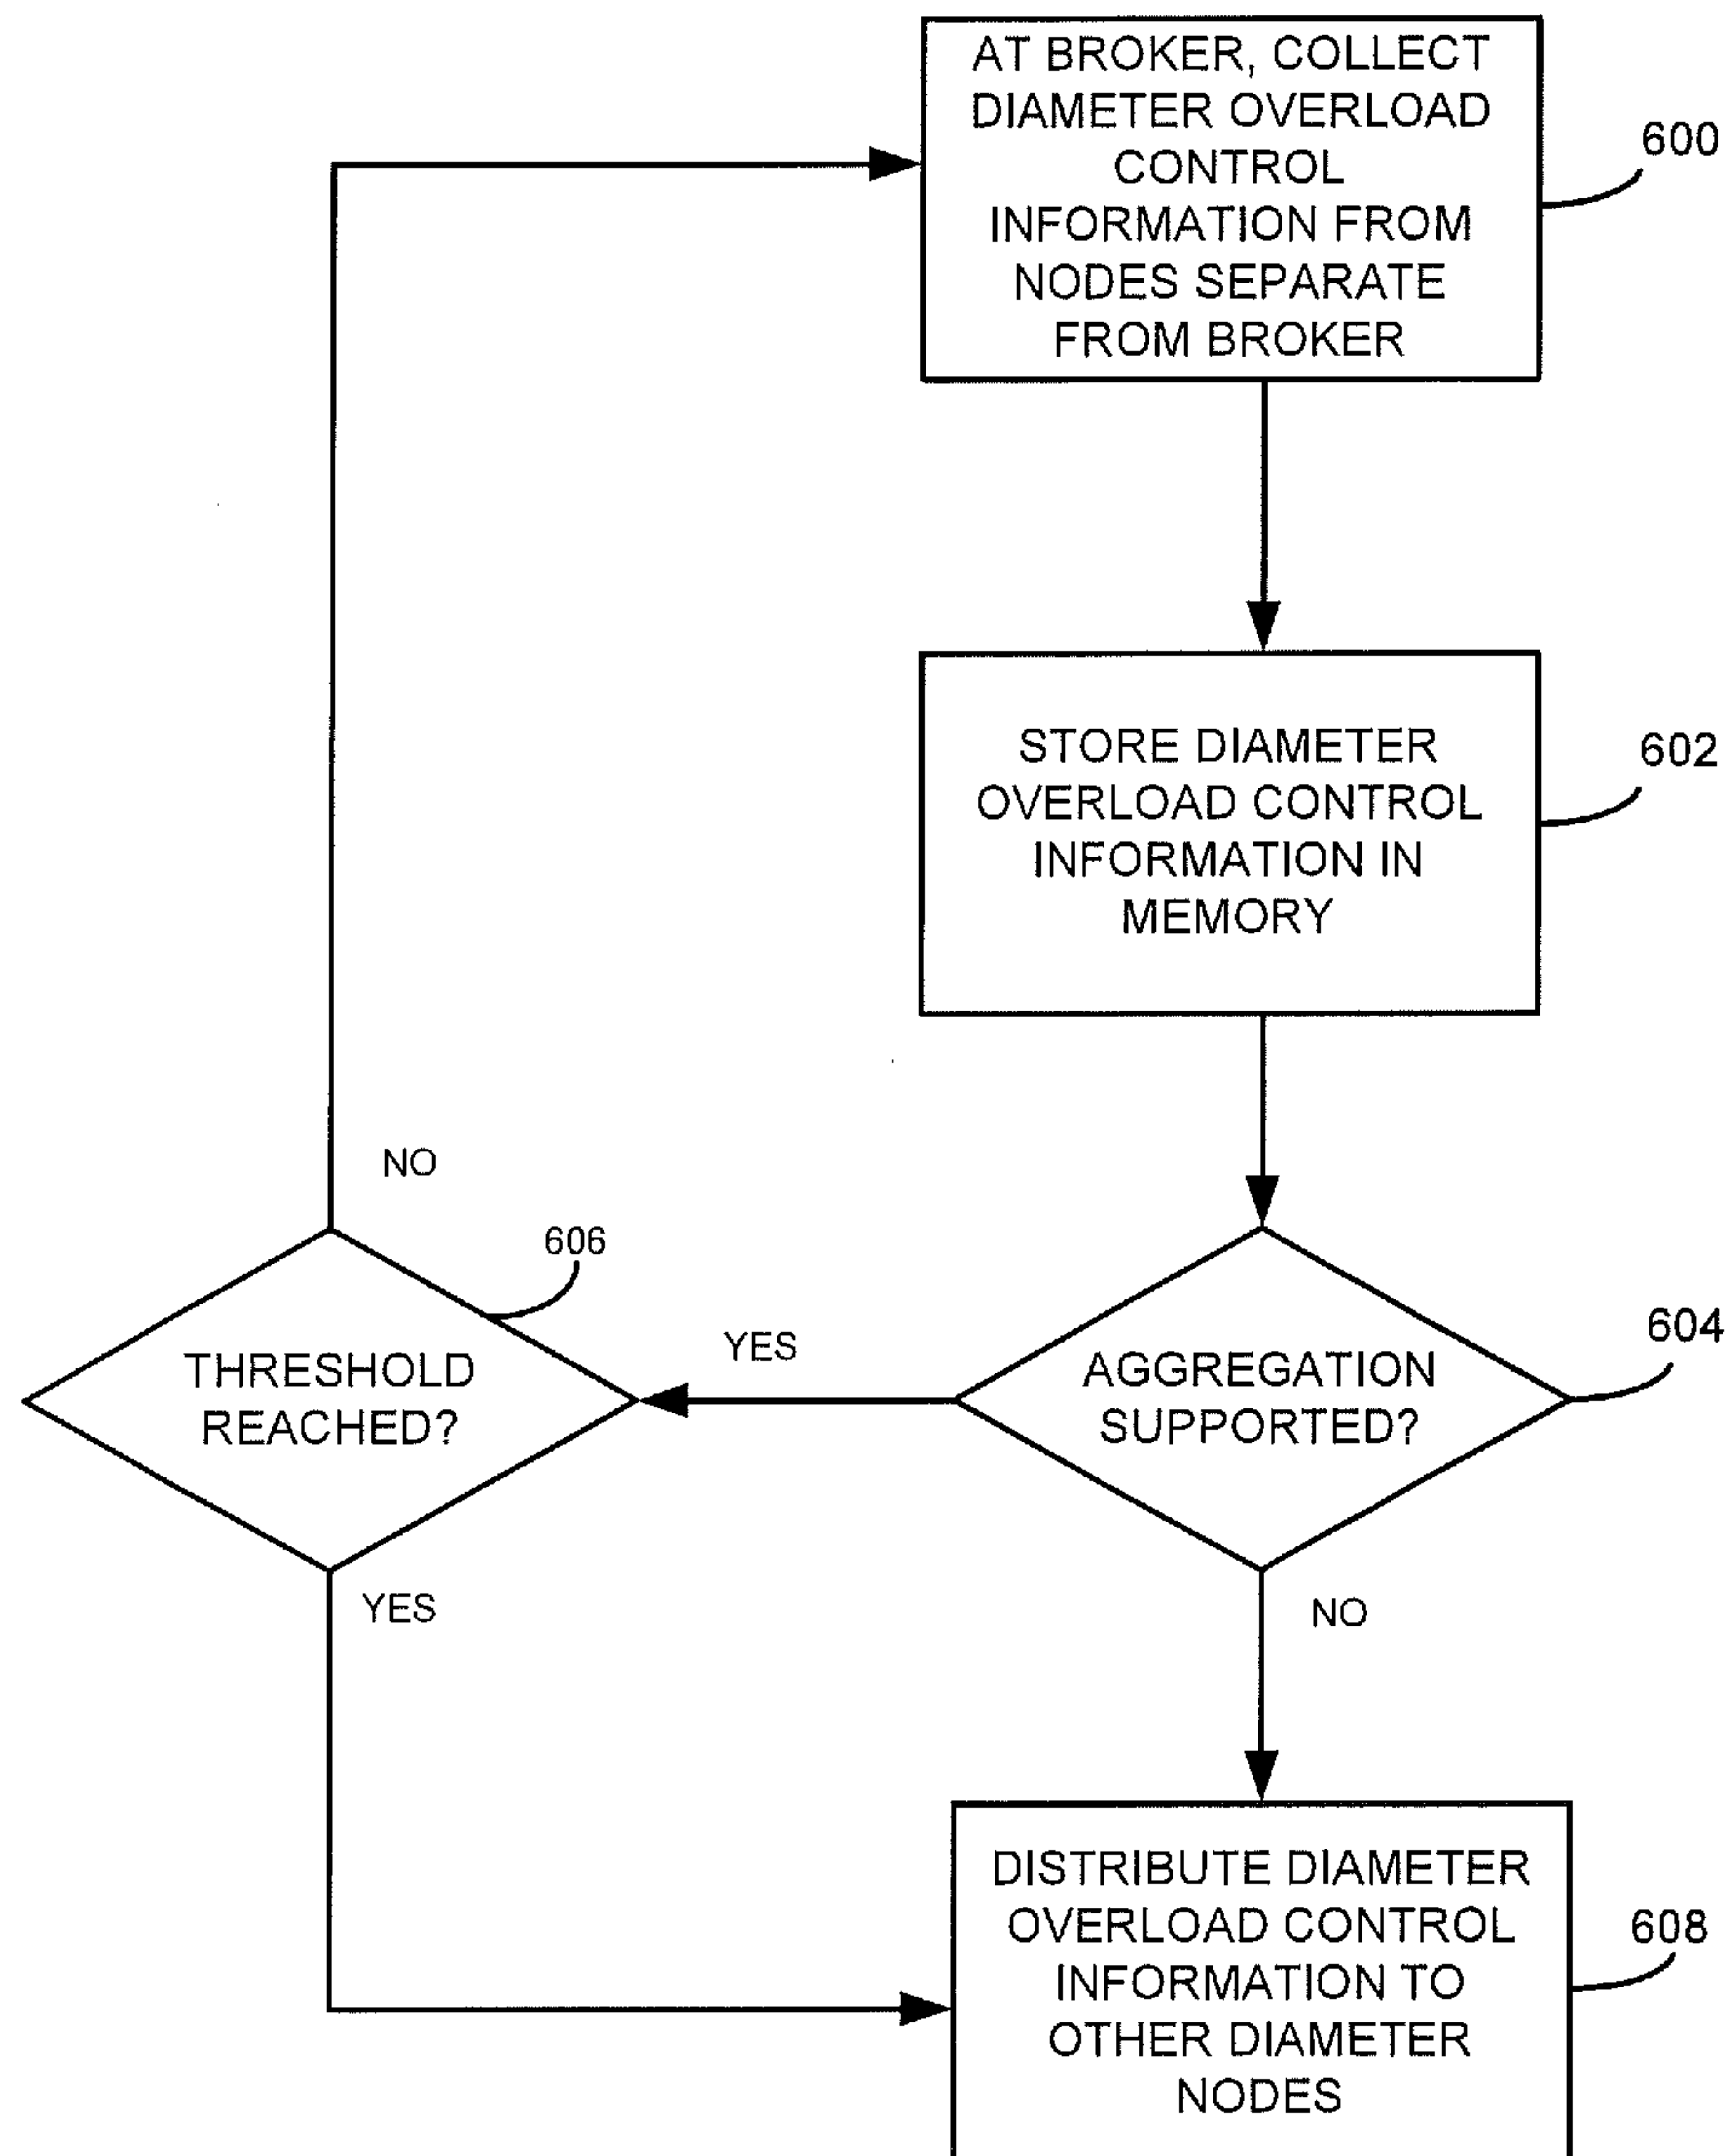 AT BROKER, COLLECT
DIAMETER OVERLOAD
CONTROL
INFORMATION FROM
NODES SEPARATE
FROM BROKER
600
STORE DIAMETER
OVERLOAD CONTROL
INFORMATION IN
MEMORY
602
NO
606
THRESHOLD
REACHED?
YES
AGGREGATION
SUPPORTED?
604
YES
NO
DISTRIBUTE DIAMETER
OVERLOAD CONTROL
INFORMATION TO
OTHER DIAMETER
NODES
608